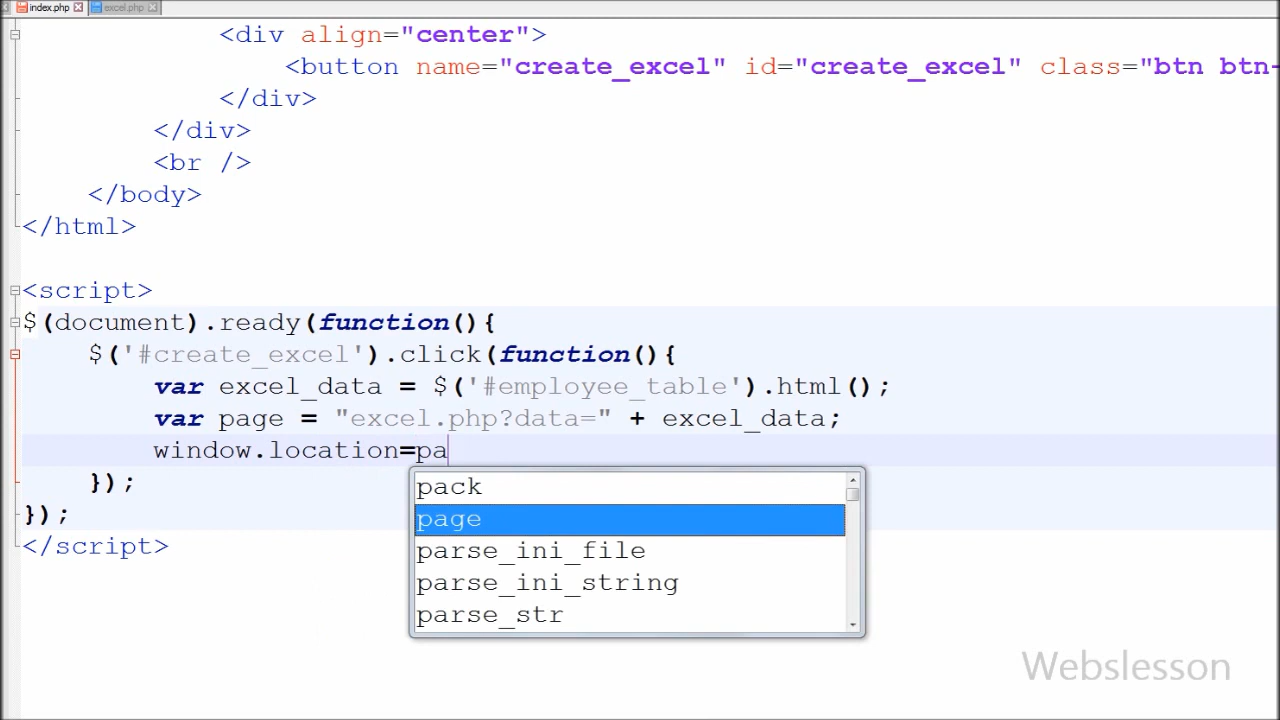 index.php excel.php
<div align="center">
<button name="create_excel" id="create_excel" class="btn btn-
</div>
</div>
<br />
</body>
</html>
<script>
$(document).ready(function(){
$('#create_excel').click(function(){
var excel_data = $('#employee_table').html();
var page = "excel.php?data=" + excel_data;
window.location=pa
});
});
</script>
pack
page
parse_ini_file
parse_ini_string
parse_str
Webslesson